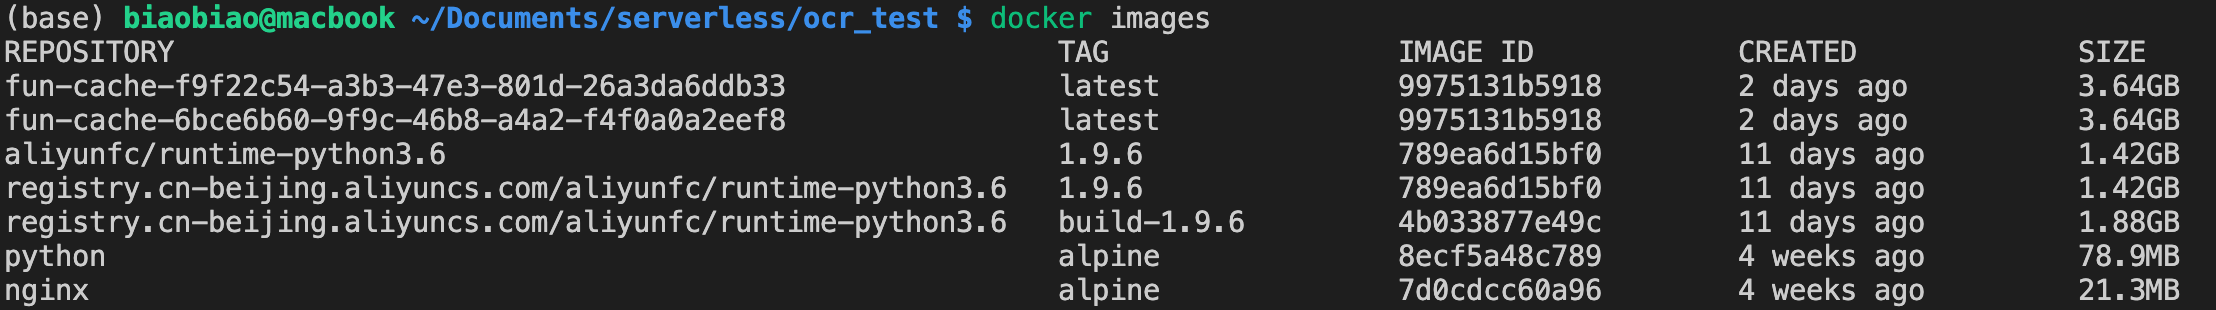 (base) biaobiao@macbook ~/Documents/serverless/ocr_test $ docker images
REPOSITORY TAG IMAGE ID CREATED SIZE
fun-cache-f9f22c54-a3b3-47e3-801d-26a3da6ddb33 latest 9975131b5918 2 days ago 3.64GB
fun-cache-6bce6b60-9f9c-46b8-a4a2-f4f0a0a2eef8 latest 9975131b5918 2 days ago 3.64GB
aliyunfc/runtime-python3.6 1.9.6 789ea6d15bf0 11 days ago 1.42GB
registry.cn-beijing.aliyuncs.com/aliyunfc/runtime-python3.6 1.9.6 789ea6d15bf0 11 days ago 1.42GB
registry.cn-beijing.aliyuncs.com/aliyunfc/runtime-python3.6 build-1.9.6 4b033877e49c 11 days ago 1.88GB
python alpine 8ecf5a48c789 4 weeks ago 78.9MB
nginx alpine 7d0cdcc60a96 4 weeks ago 21.3MB